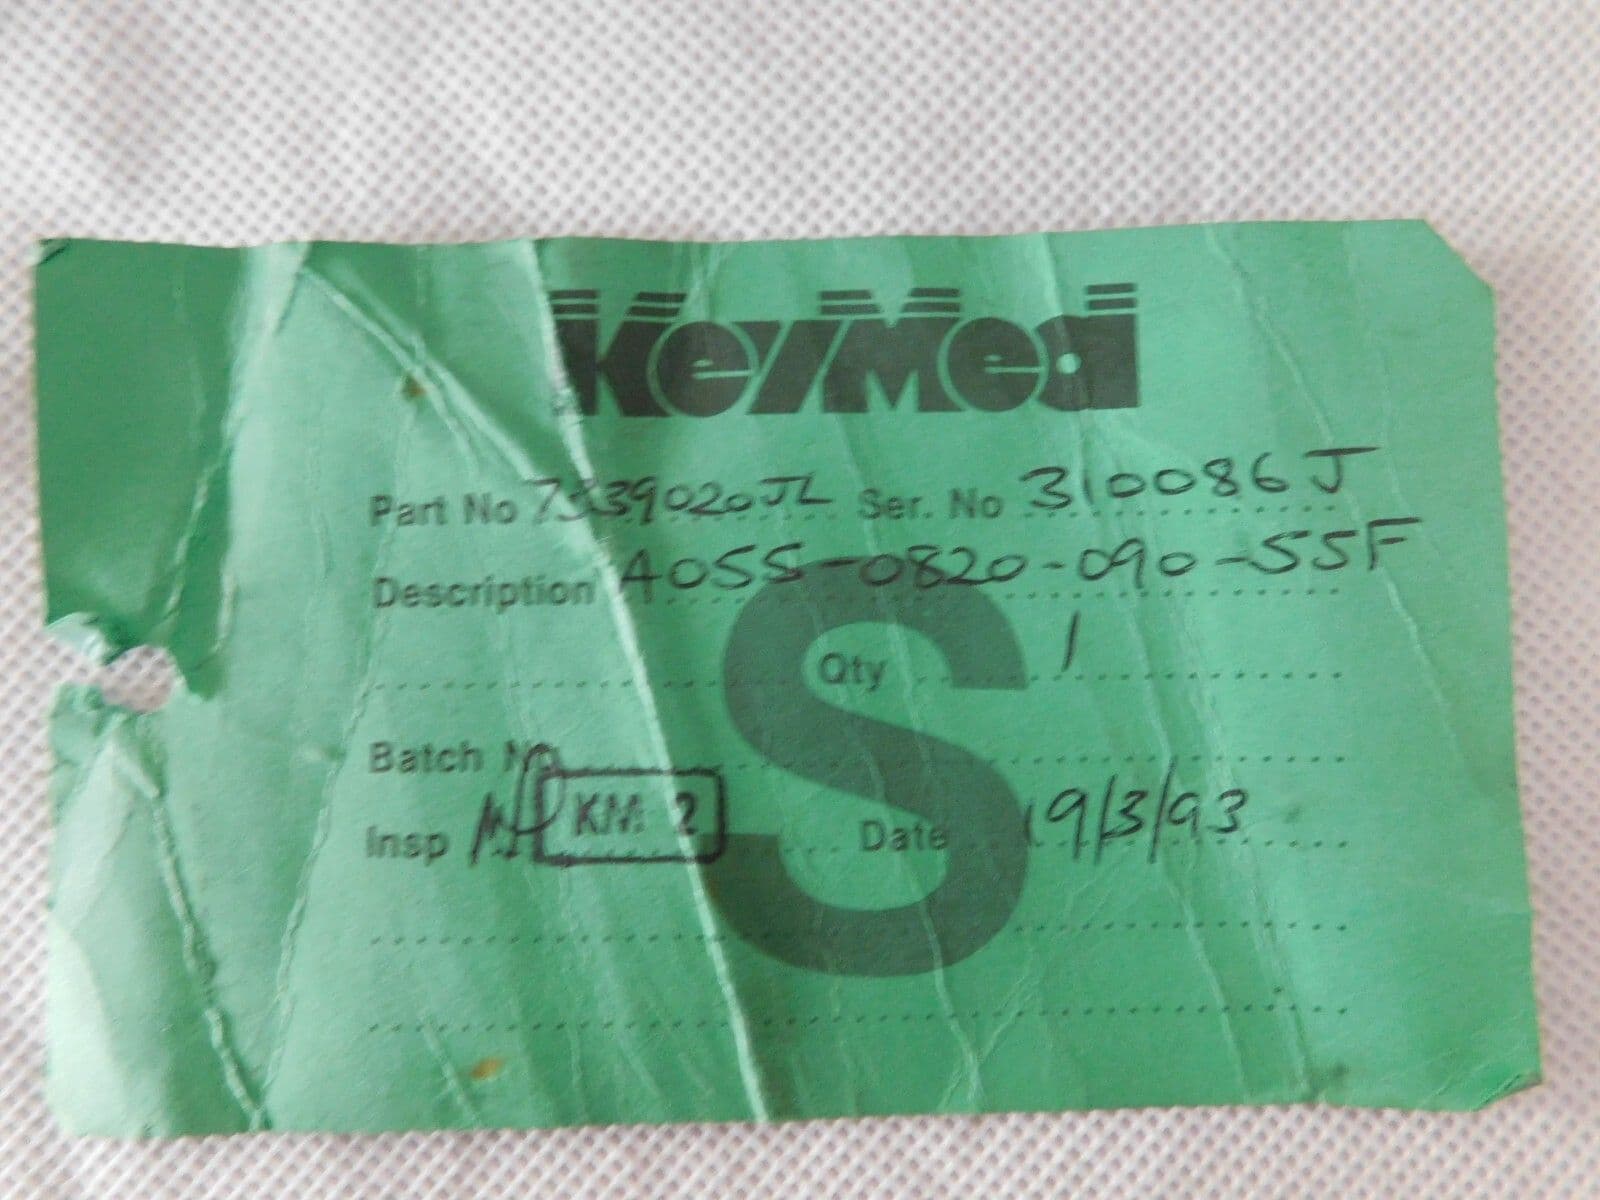 KeyMed
Part No 7339020JL Ser. No 310086J
Description A05S-0820-090-55F
Qty 1
Batch No
Insp KM 2 Date 19/3/93
S